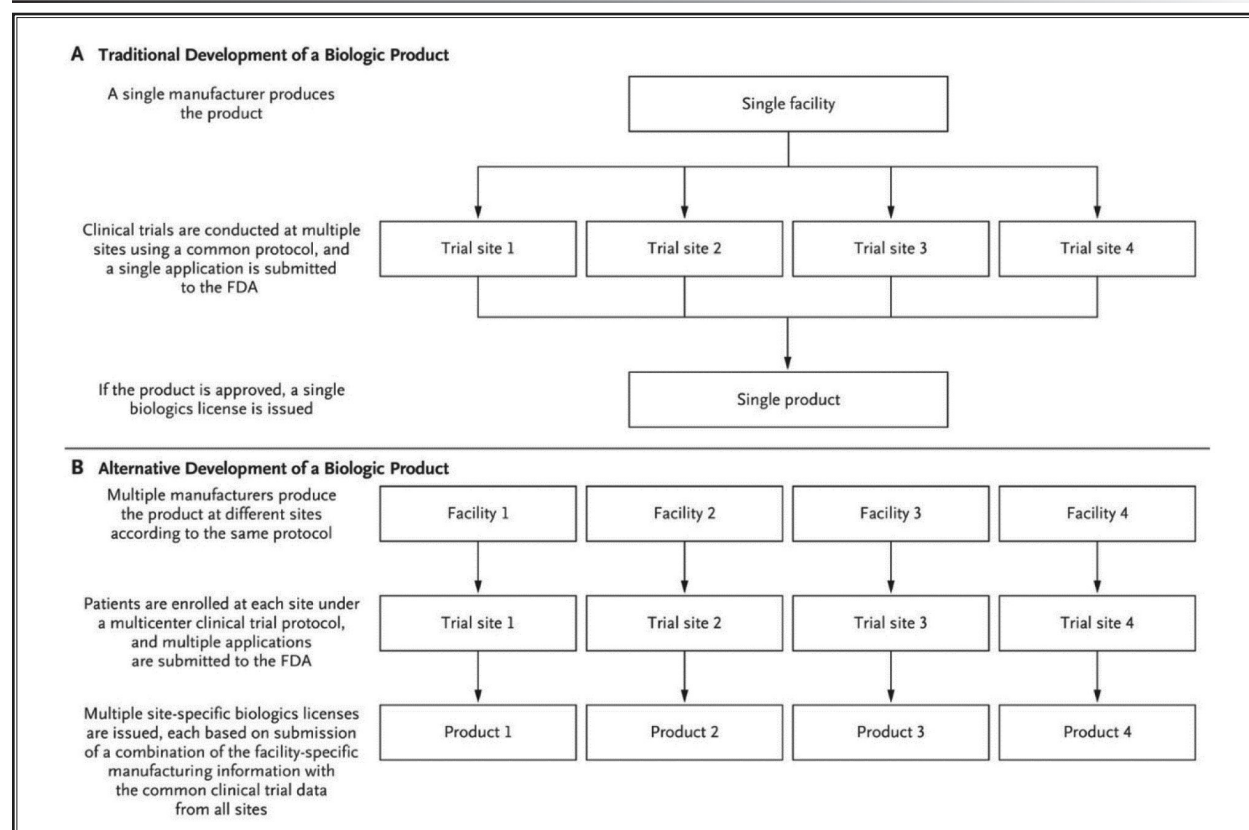 A Traditional Development of a Biologic Product
A single manufacturer produces
the product
Single facility
Clinical trials are conducted at multiple
sites using a common protocol, and
a single application is submitted
to the FDA
Trial site 1
Trial site 2
Trial site 3
Trial site 4
If the product is approved, a single
biologics license is issued
Single product
B Alternative Development of a Biologic Product
Multiple manufacturers produce
the product at different sites
according to the same protocol
Facility 1
Facility 2
Facility 3
Facility 4
Patients are enrolled at each site under
a multicenter clinical trial protocol,
and multiple applications
are submitted to the FDA
Trial site 1
Trial site 2
Trial site 3
Trial site 4
Multiple site-specific biologics licenses
are issued, each based on submission
of a combination of the facility-specific
manufacturing information with
the common clinical trial data
from all sites
Product 1
Product 2
Product 3
Product 4